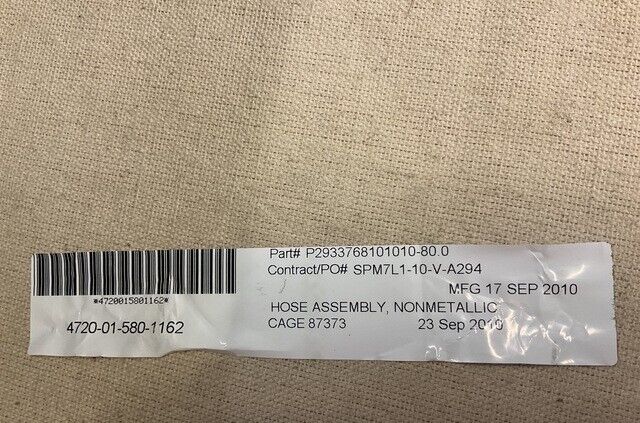 Part# P2933768101010-80.0
Contract/PO# SPM7L1-10-V-A294
MFG 17 SEP 2010
*4720015801162*
HOSE ASSEMBLY, NONMETALLIC
4720-01-580-1162
CAGE 87373 23 Sep 2010